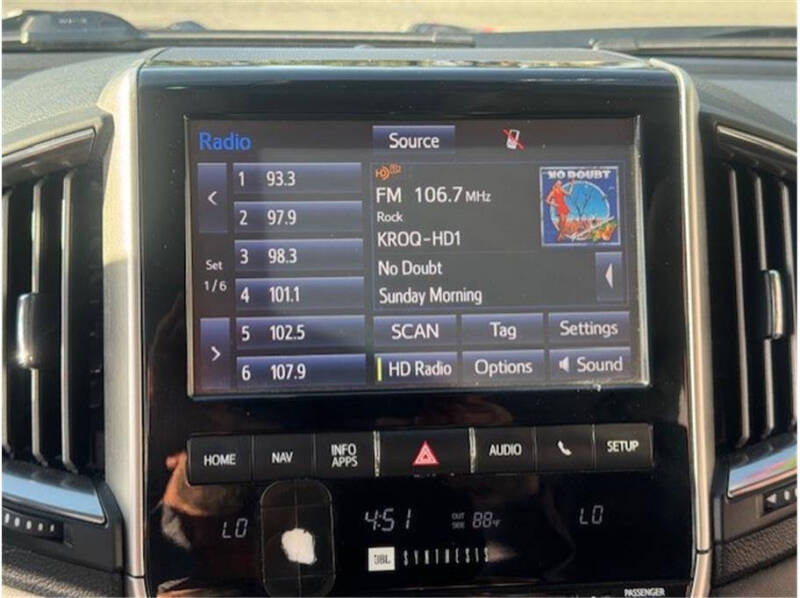 Radio
Source
<
1 93.3
2 97.9
3 98.3
4 101.1
5 102.5
6 107.9
Set
1/6
>
HD
FM 106.7 MHz
Rock
KROQ-HD1
No Doubt
Sunday Morning
NO DOUBT
SCAN Tag Settings
HD Radio Options Sound
HOME NAV INFO APPS AUDIO SETUP
LO 4:51 OUT SIDE 88°F LO
JBL SYNTHESIS
PASSENGER